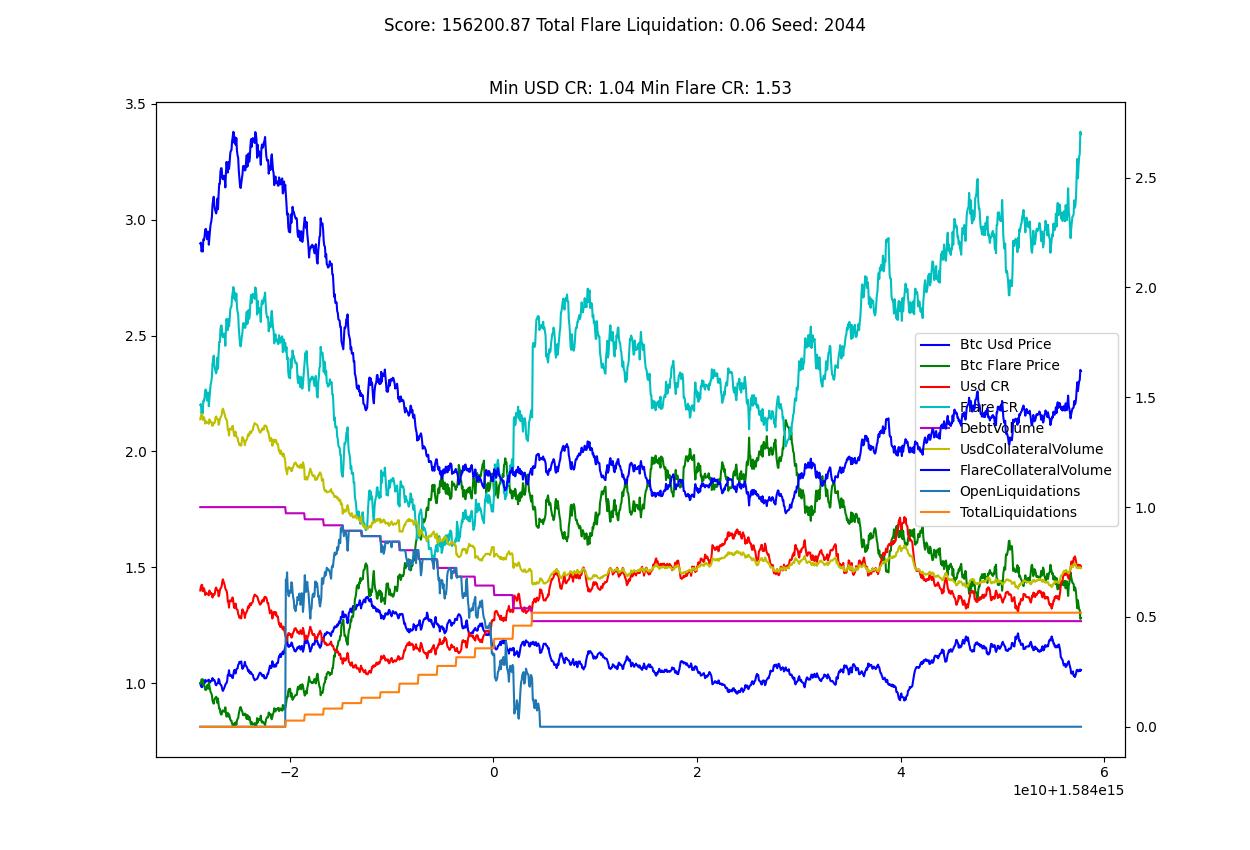 Score: 156200.87 Total Flare Liquidation: 0.06 Seed: 2044
Min USD CR: 1.04 Min Flare CR: 1.53
3.5
3.0
2.5
2.0
1.5
1.0
2.5
2.0
1.5
1.0
0.5
0.0
Btc Usd Price
Btc Flare Price
Usd CR
Flare CR
DebtVolume
UsdCollateralVolume
FlareCollateralVolume
OpenLiquidations
TotalLiquidations
−2 0 2 4 6
1e10+1.584e15